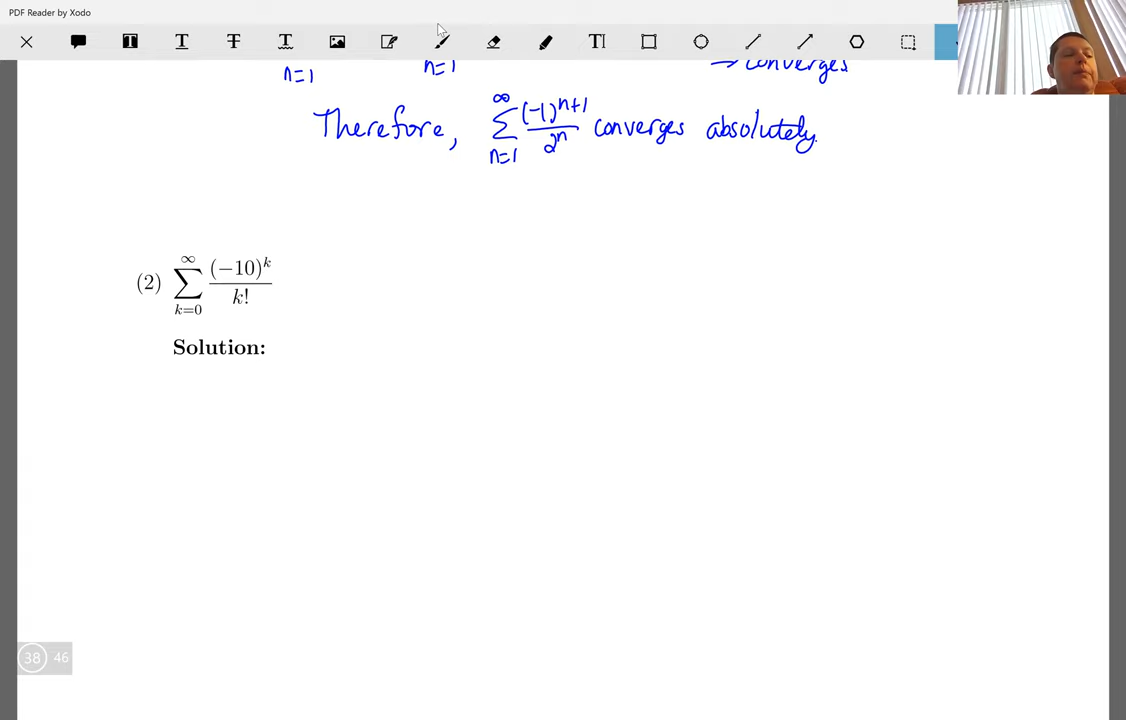 PDF Reader by Xodo
n=1 n=1 → converges
Therefore, ∞ ∑ n=1 (-1)^{n+1} / 2^n converges absolutely.
(2) ∞ ∑ k=0 (−10)^k / k!
Solution:
38 46